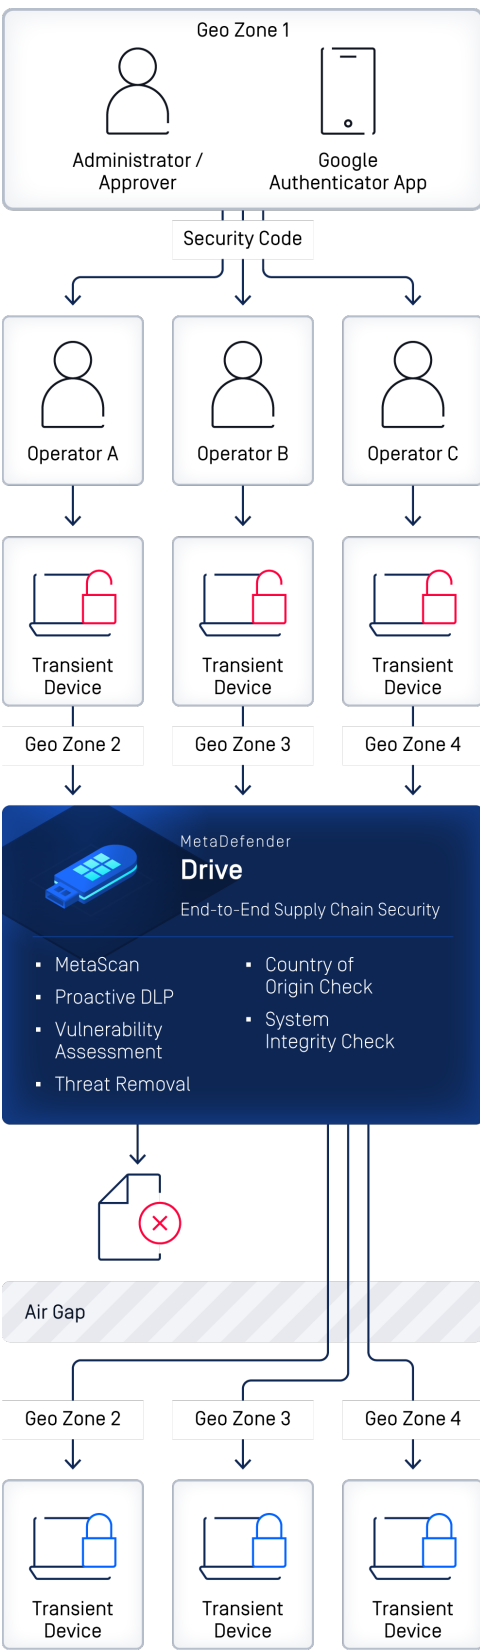 Geo Zone 1
Administrator /
Approver
Google
Authenticator App
Security Code
Operator A
Operator B
Operator C
Transient
Device
Transient
Device
Transient
Device
Geo Zone 2
Geo Zone 3
Geo Zone 4
MetaDefender
Drive
End-to-End Supply Chain Security
MetaScan
Proactive DLP
Vulnerability
Assessment
Threat Removal
Country of
Origin Check
System
Integrity Check
Air Gap
Geo Zone 2
Geo Zone 3
Geo Zone 4
Transient
Device
Transient
Device
Transient
Device